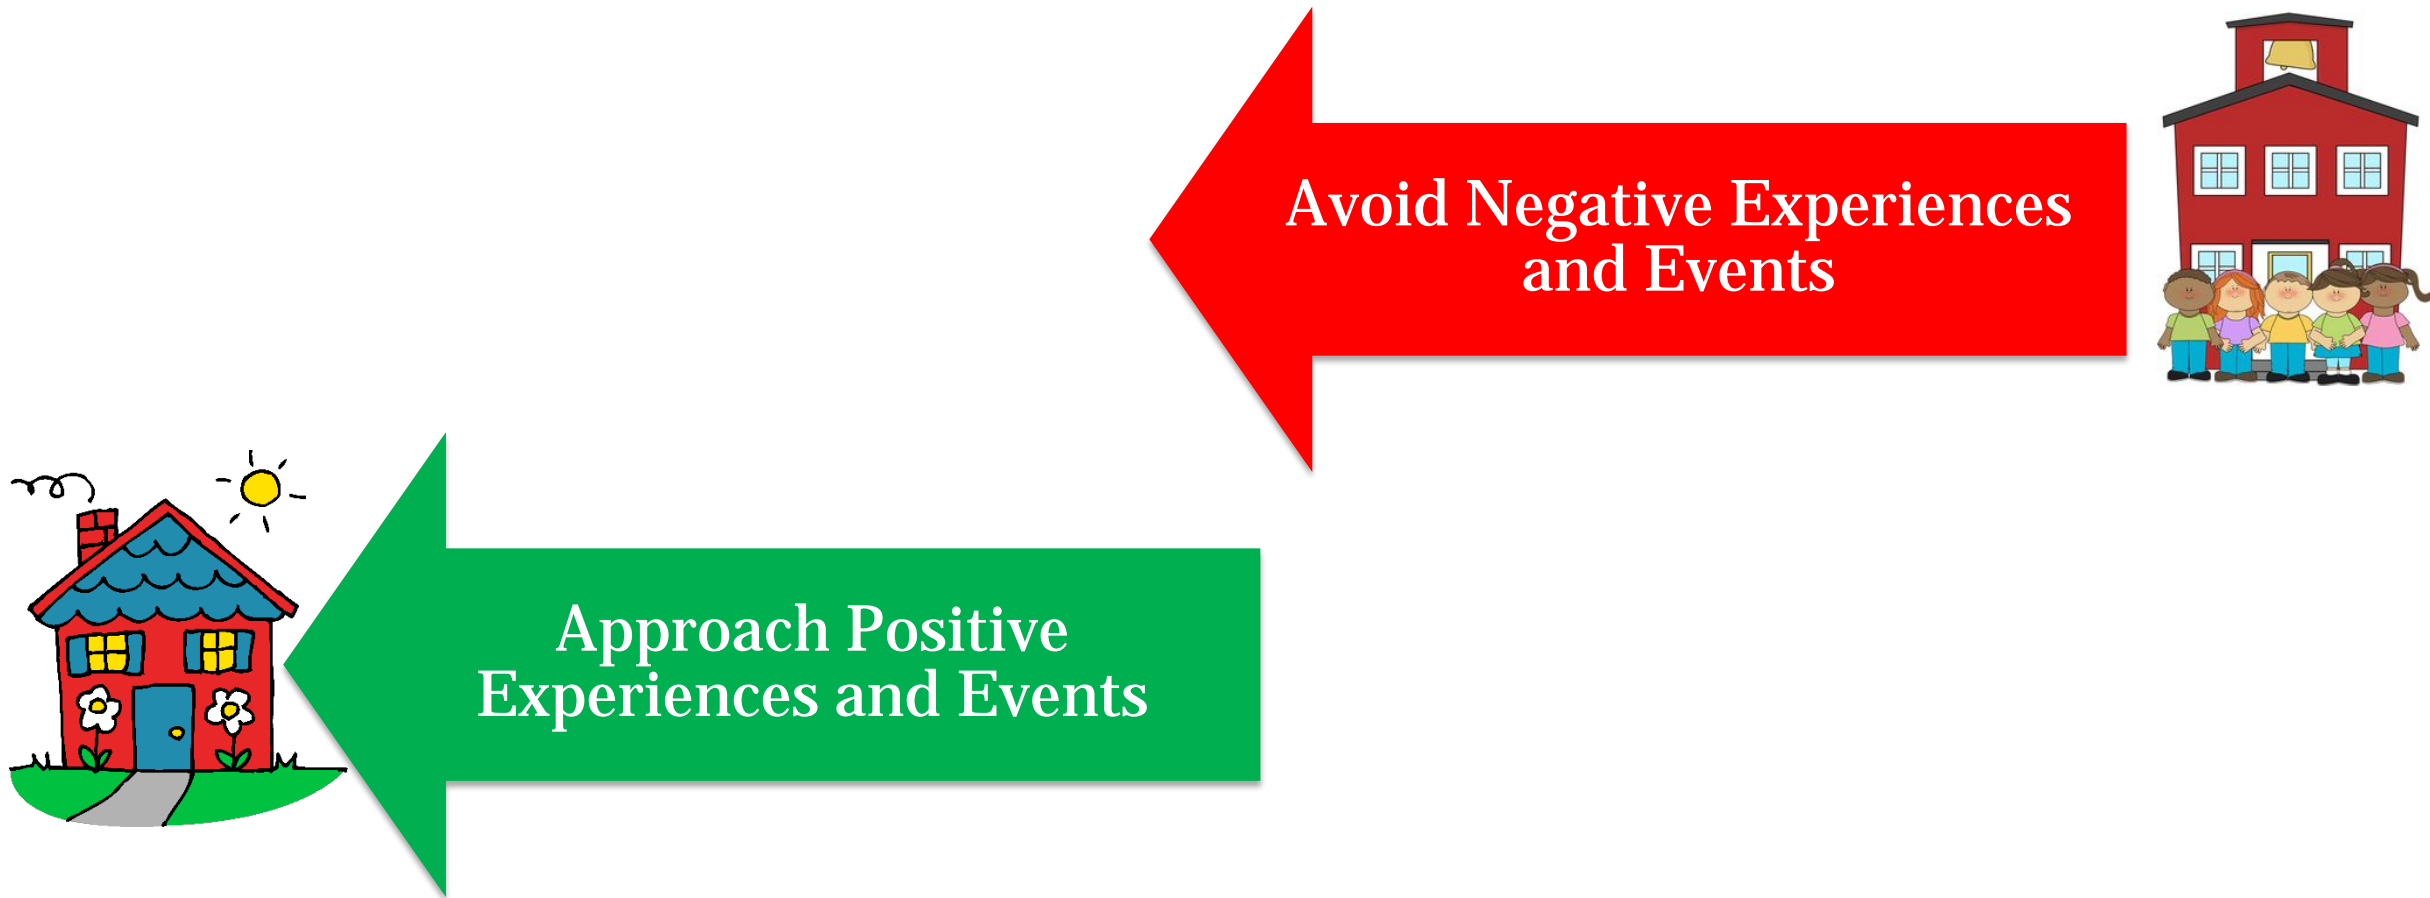 Avoid Negative Experiences
and Events
Approach Positive
Experiences and Events